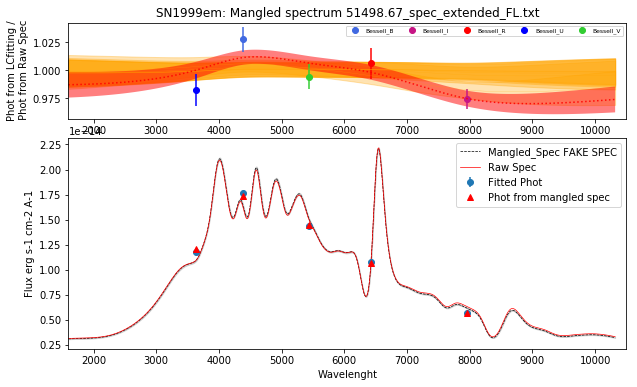 SN1999em: Mangled spectrum 51498.67_spec_extended_FL.txt
Phot from LCfitting /
Phot from Raw Spec
1.025
1.000
0.975
Bessell_B
Bessell_I
Bessell_R
Bessell_U
Bessell_V
2000 3000 4000 5000 6000 7000 8000 9000 10000
Flux erg s-1 cm-2 A-1
2.25
2.00
1.75
1.50
1.25
1.00
0.75
0.50
0.25
Mangled_Spec FAKE SPEC
Raw Spec
Fitted Phot
Phot from mangled spec
2000 3000 4000 5000 6000 7000 8000 9000 10000
Wavelenght